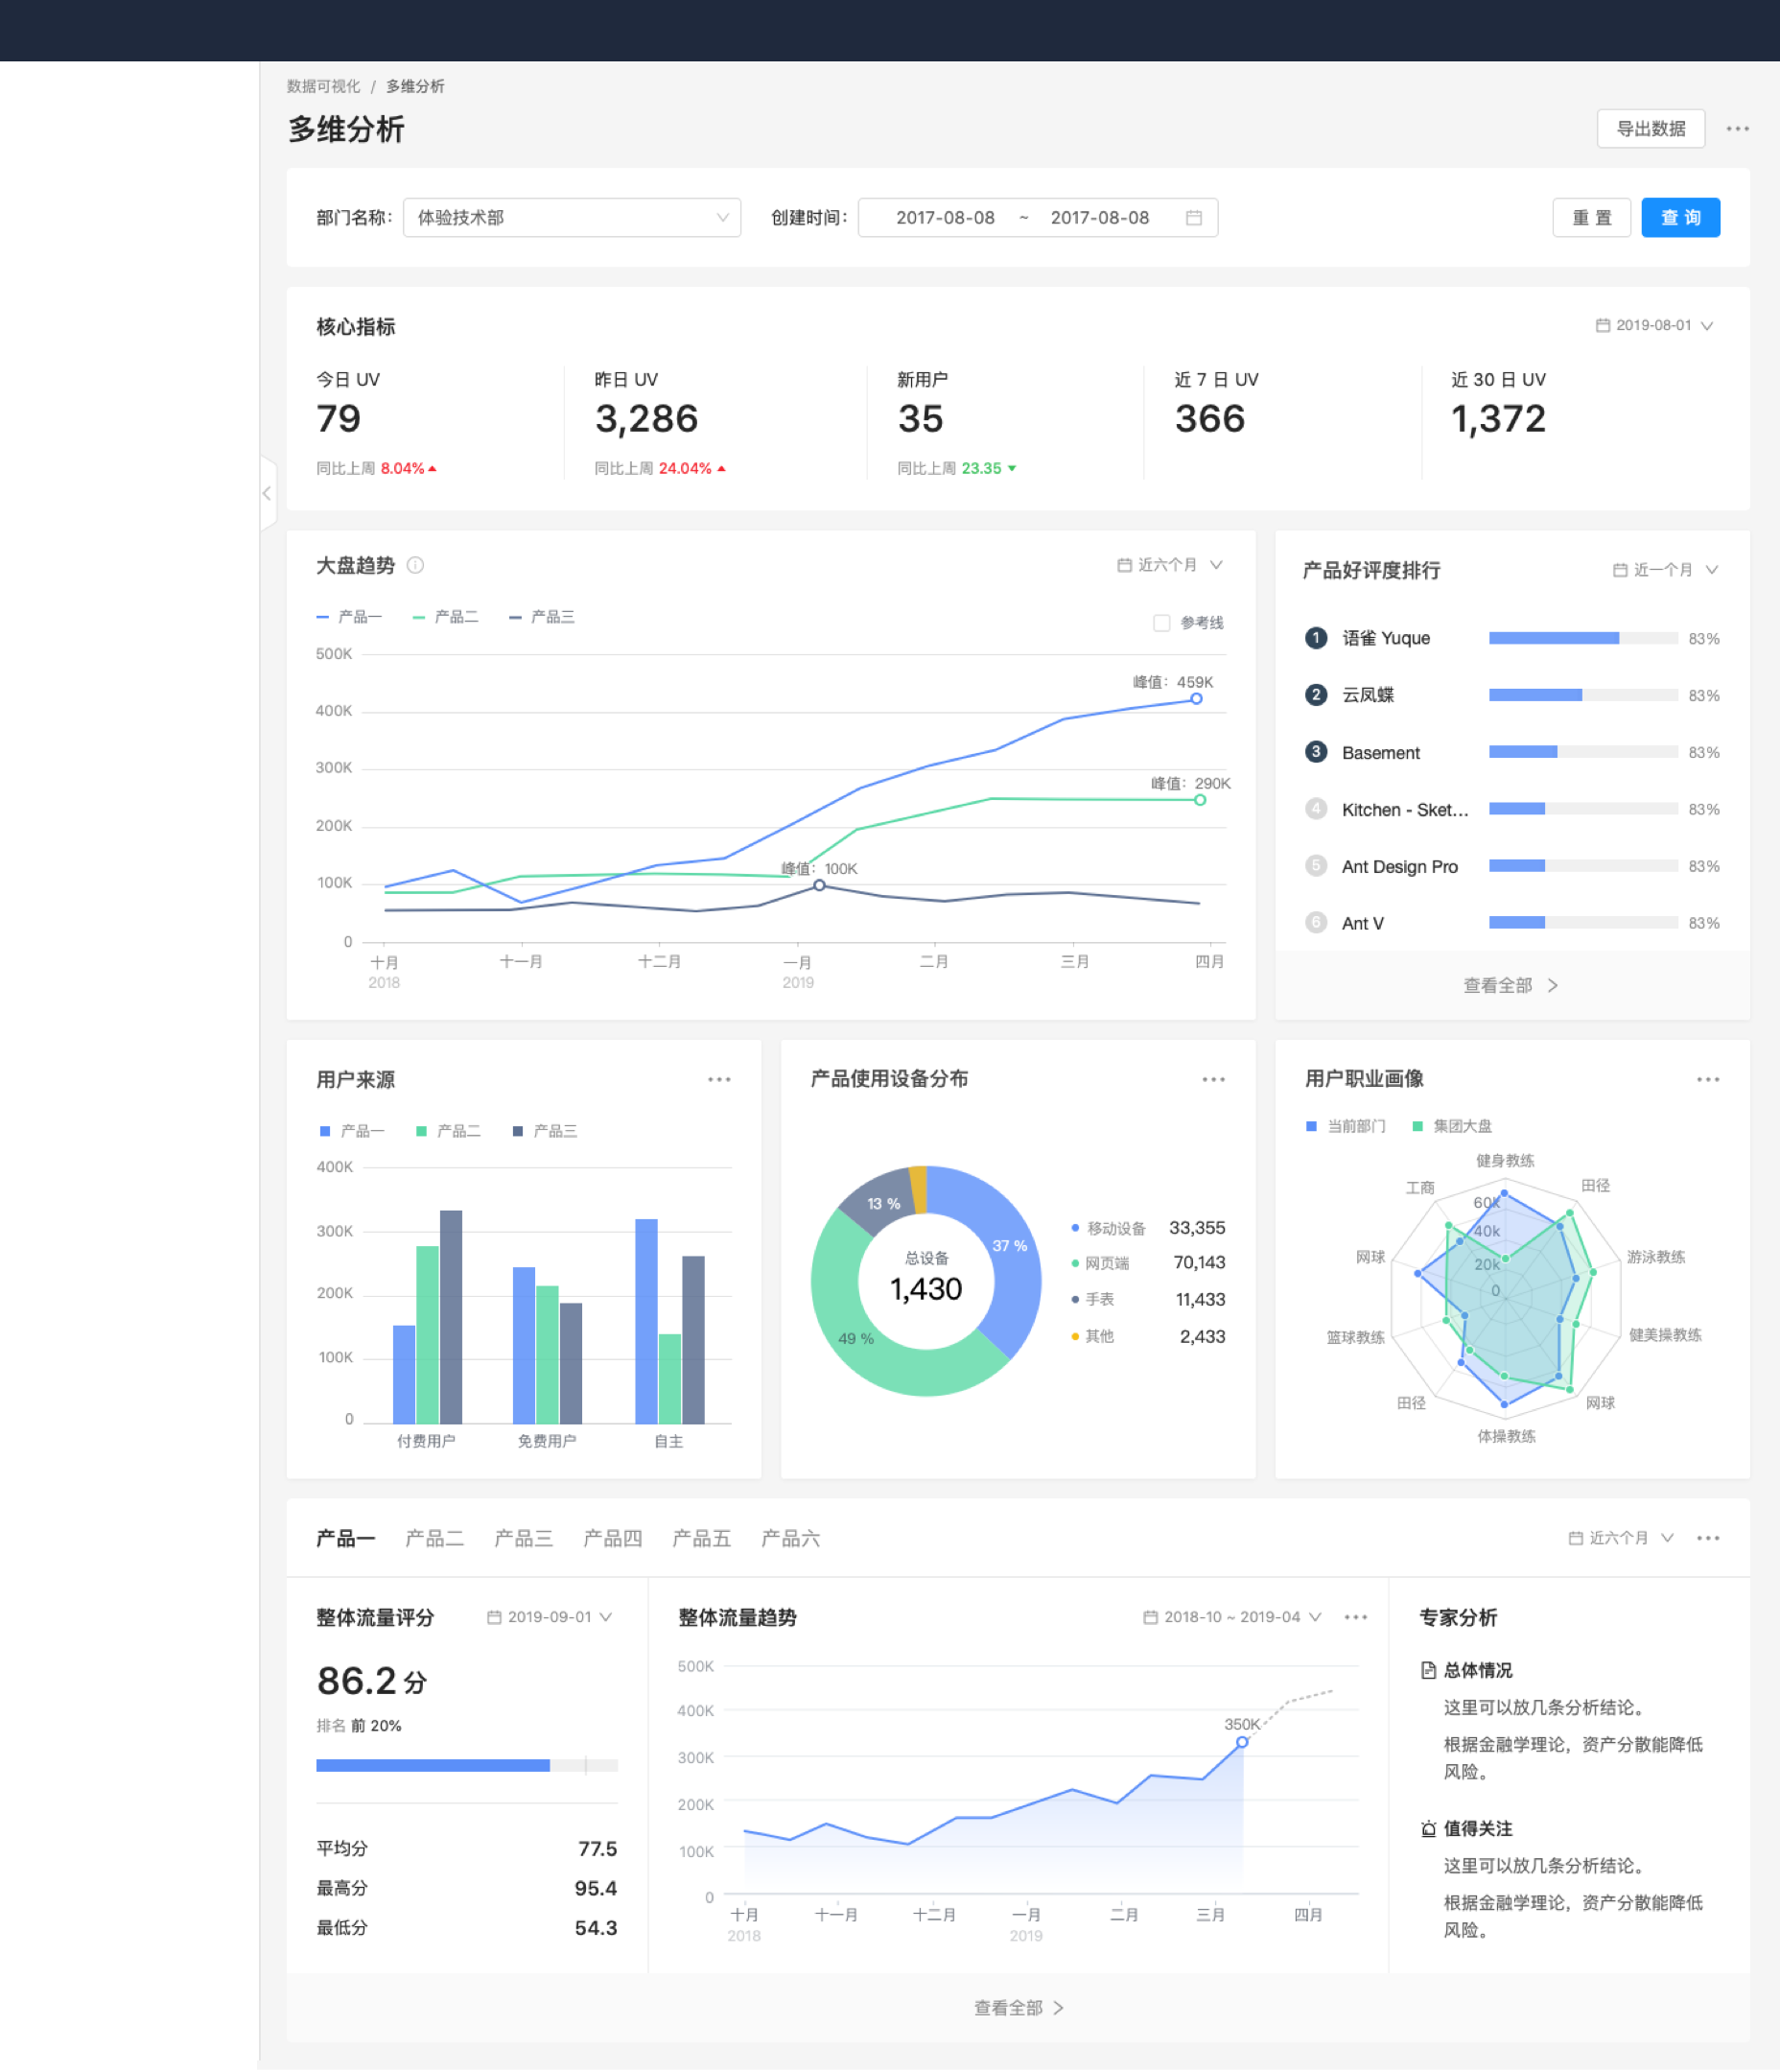 数据可视化 / 多维分析
多维分析
导出数据
部门名称： 体验技术部
创建时间： 2017-08-08 ~ 2017-08-08
重 置 查 询
核心指标
2019-08-01
今日 UV
79
同比上周 8.04%
昨日 UV
3,286
同比上周 24.04%
新用户
35
同比上周 23.35
近 7 日 UV
366
近 30 日 UV
1,372
大盘趋势
近六个月
产品一 产品二 产品三
参考线
500K
400K
300K
200K
100K
0
峰值：459K
峰值：290K
峰值：100K
十月 十一月 十二月 一月 二月 三月 四月
2018 2019
产品好评度排行
近一个月
1 语雀 Yuque 83%
2 云凤蝶 83%
3 Basement 83%
4 Kitchen - Sket... 83%
5 Ant Design Pro 83%
6 Ant V 83%
查看全部
用户来源
产品一 产品二 产品三
400K
300K
200K
100K
0
付费用户 免费用户 自主
产品使用设备分布
13 %
37 %
49 %
总设备
1,430
移动设备 33,355
网页端 70,143
手表 11,433
其他 2,433
用户职业画像
当前部门 集团大盘
健身教练
田径
游泳教练
健美操教练
网球
体操教练
田径
篮球教练
网球
工商
60k
40k
20k
0
产品一 产品二 产品三 产品四 产品五 产品六
近六个月
整体流量评分
2019-09-01
86.2 分
排名 前 20%
平均分 77.5
最高分 95.4
最低分 54.3
整体流量趋势
2018-10 ~ 2019-04
500K
400K
300K
200K
100K
0
350K
十月 十一月 十二月 一月 二月 三月 四月
2018 2019
专家分析
总体情况
这里可以放几条分析结论。
根据金融学理论，资产分散能降低
风险。
值得关注
这里可以放几条分析结论。
根据金融学理论，资产分散能降低
风险。
查看全部